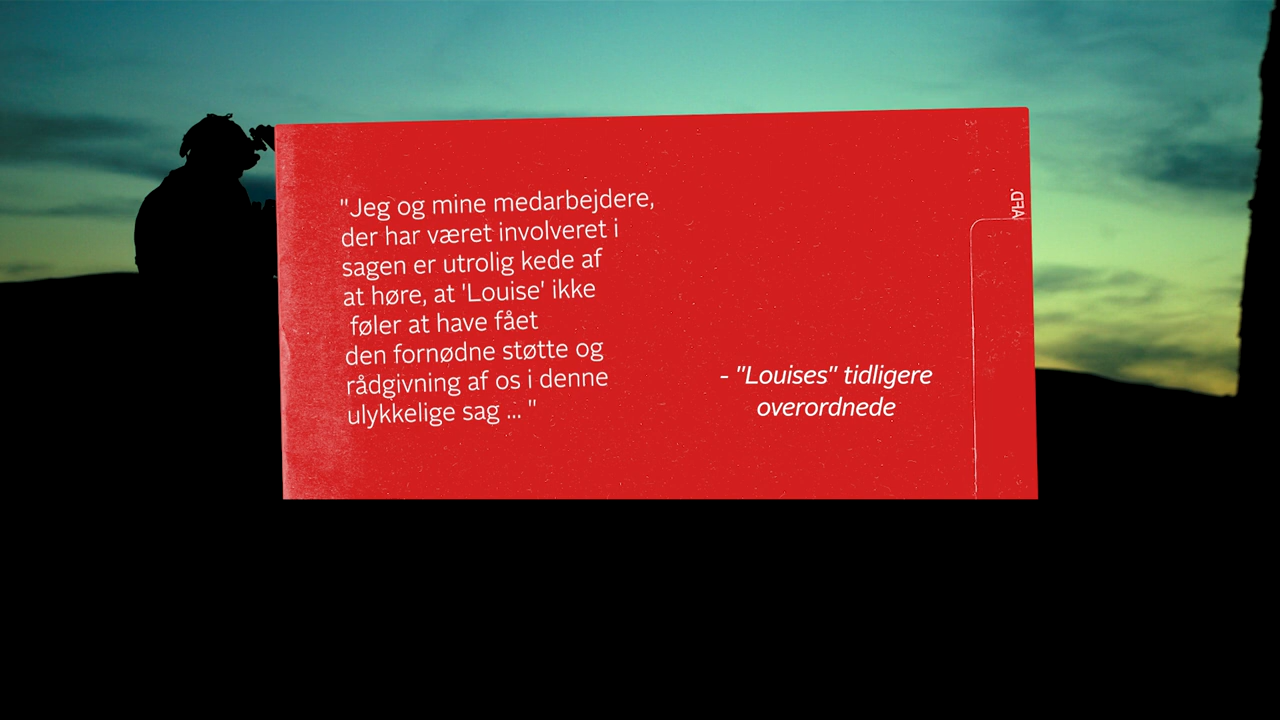 "Jeg og mine medarbejdere,
der har været involveret i
sagen er utrolig kede af
at høre, at 'Louise' ikke
føler at have fået
den fornødne støtte og
rådgivning af os i denne
ulykkelige sag ... "
- "Louises" tidligere
overordnede
AFD.